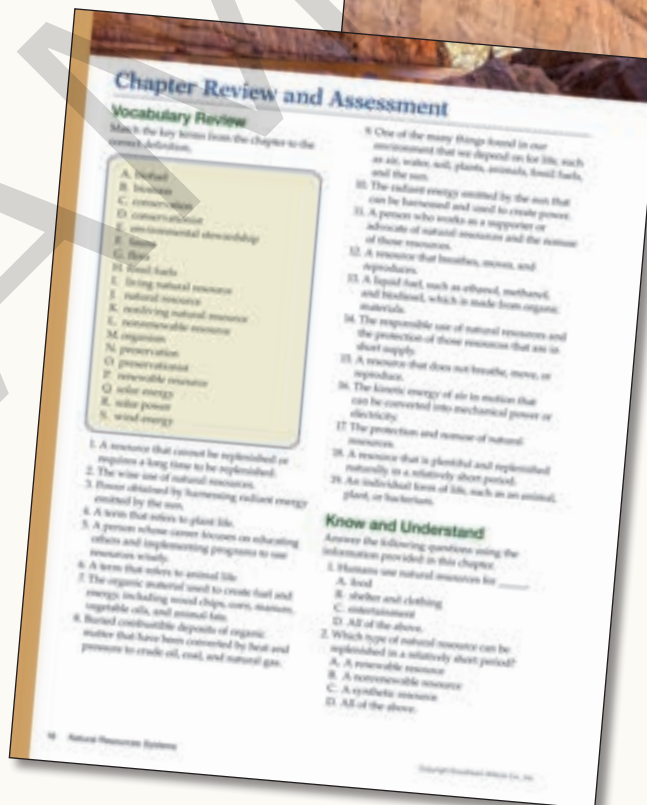 Chapter Review and Assessment
Vocabulary Review
Match the key terms from the chapter to the
correct definition.
A. biofuel
B. biomass
C. conservation
D. conservationist
E. environmental stewardship
F. fauna
G. flora
H. fossil fuels
I. living natural resource
J. natural resource
K. nonliving natural resource
L. nonrenewable resource
M. organism
N. preservation
O. preservationist
P. renewable resource
Q. solar energy
R. solar power
S. wind energy
1. A resource that cannot be replenished or
requires a long time to be replenished.
2. The wise use of natural resources.
3. Power obtained by harnessing radiant energy
emitted by the sun.
4. A term that refers to plant life.
5. A person whose career focuses on educating
others and implementing programs to use
resources wisely.
6. A term that refers to animal life.
7. The organic material used to create fuel and
energy, including wood chips, corn, manure,
vegetable oils, and animal fats.
8. Buried combustible deposits of organic
matter that have been converted by heat and
pressure to crude oil, coal, and natural gas.
9. One of the many things found in our
environment that we depend on for life, such
as air, water, soil, plants, animals, fossil fuels,
and the sun.
10. The radiant energy emitted by the sun that
can be harnessed and used to create power.
11. A person who works as a supporter or
advocate of natural resources and the nonuse
of those resources.
12. A resource that breathes, moves, and
reproduces.
13. A liquid fuel, such as ethanol, methanol,
and biodiesel, which is made from organic
materials.
14. The responsible use of natural resources and
the protection of those resources that are in
short supply.
15. A resource that does not breathe, move, or
reproduce.
16. The kinetic energy of air in motion that
can be converted into mechanical power or
electricity.
17. The protection and nonuse of natural
resources.
18. A resource that is plentiful and replenished
naturally in a relatively short period.
19. An individual form of life, such as an animal,
plant, or bacterium.
Know and Understand
Answer the following questions using the
information provided in this chapter.
1. Humans use natural resources for _____.
A. food
B. shelter and clothing
C. entertainment
D. All of the above.
2. Which type of natural resource can be
replenished in a relatively short period?
A. A renewable resource
B. A nonrenewable resource
C. A synthetic resource
D. All of the above.
Natural Resources Systems
Copyright Goodheart-Willcox Co., Inc.